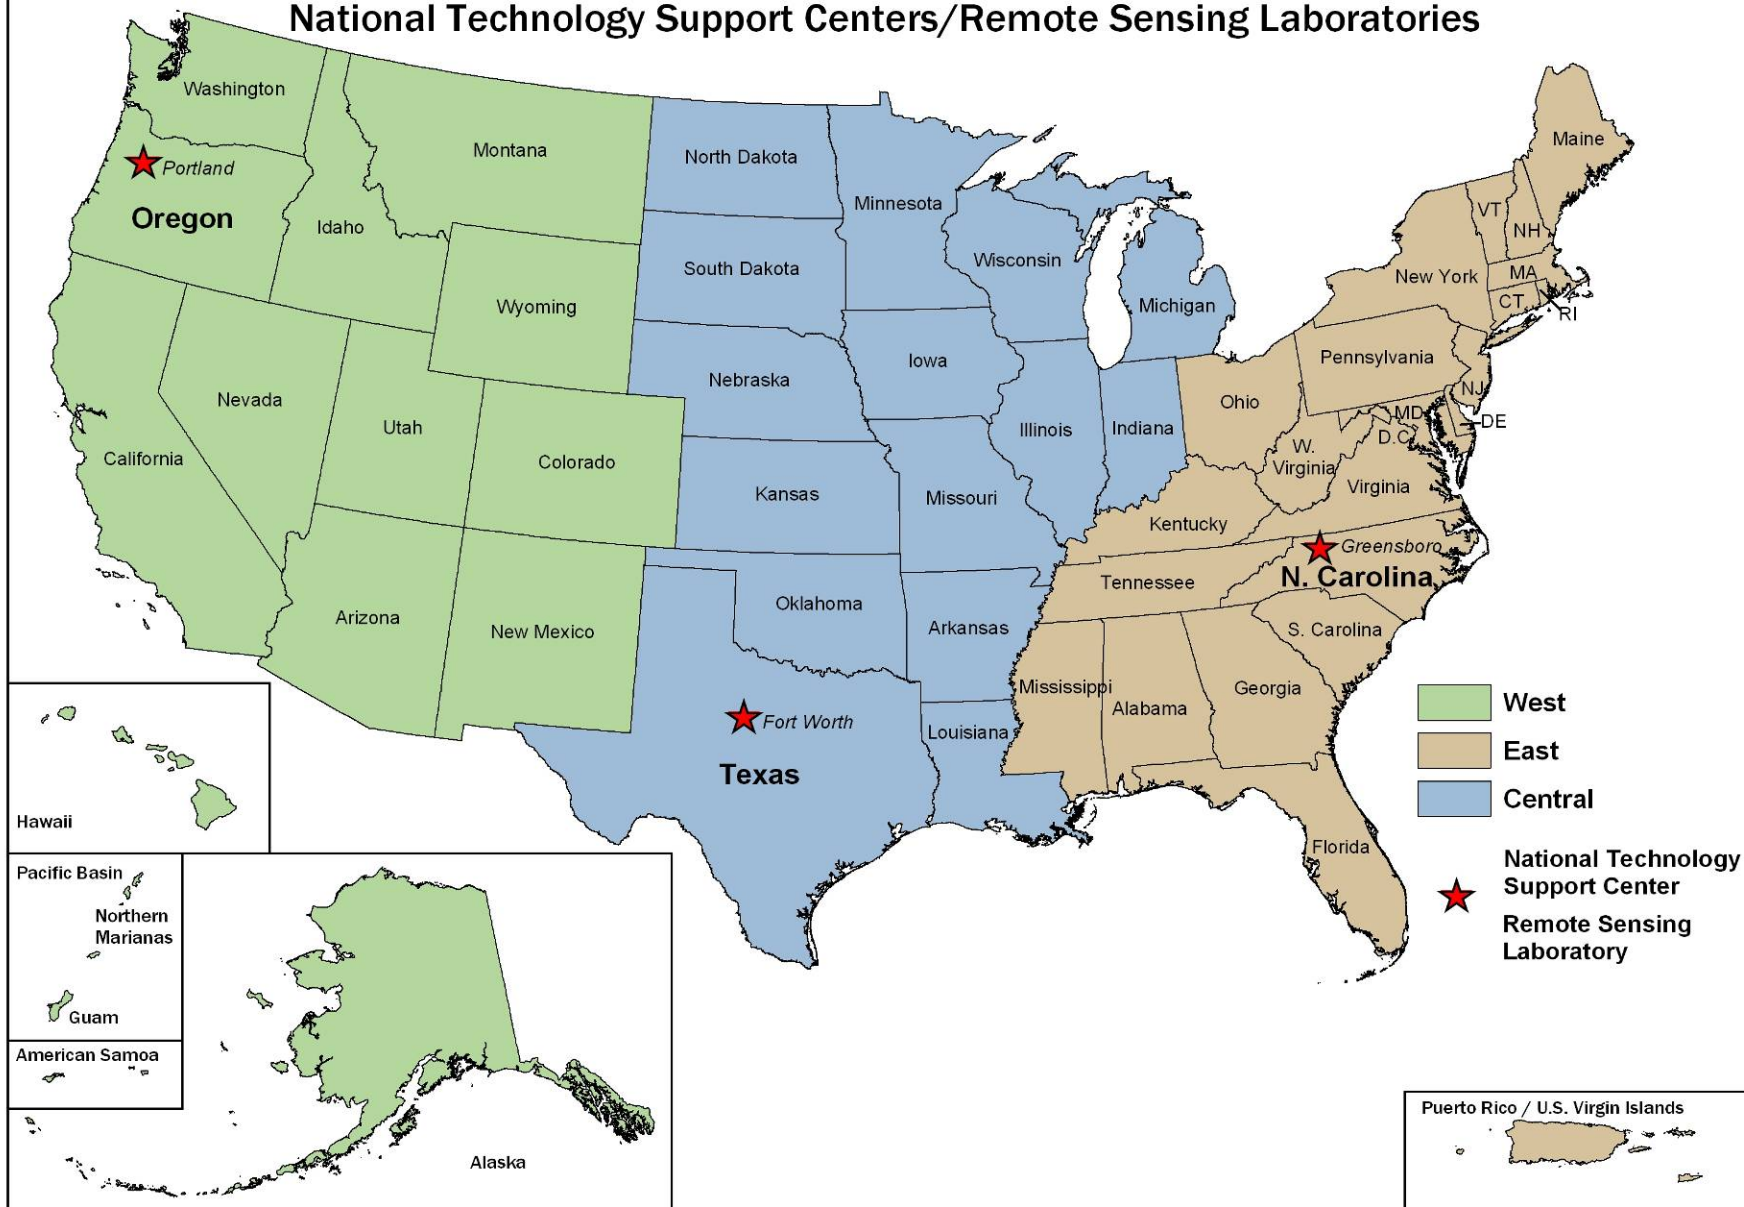 National Technology Support Centers/Remote Sensing Laboratories
Washington
Portland
Oregon
Idaho
Montana
Wyoming
California
Nevada
Utah
Colorado
Arizona
New Mexico
North Dakota
South Dakota
Nebraska
Kansas
Oklahoma
Fort Worth
Texas
Minnesota
Iowa
Missouri
Arkansas
Louisiana
Wisconsin
Illinois
Michigan
Indiana
Ohio
Kentucky
Tennessee
Mississippi
Alabama
Georgia
Florida
S. Carolina
Greensboro
N. Carolina
Virginia
W.
Virginia
D.C.
MD
DE
NJ
Pennsylvania
New York
CT
RI
MA
VT
NH
Maine
West
East
Central
National Technology
Support Center
Remote Sensing
Laboratory
Hawaii
Pacific Basin
Northern
Marianas
Guam
American Samoa
Alaska
Puerto Rico / U.S. Virgin Islands